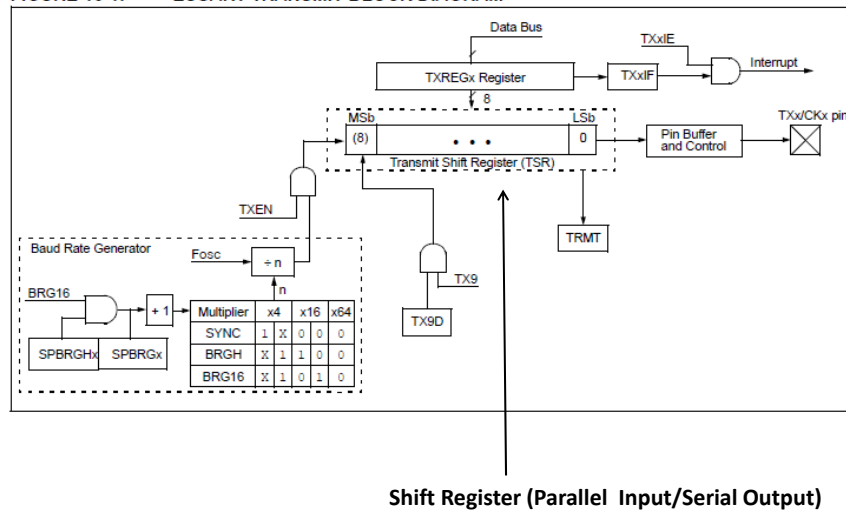 Data Bus
TXxIE
Interrupt
TXREGx Register
TXxIF
8
MSb
LSb
TXx/CKx pin
(8)
• • •
0
Pin Buffer
and Control
Transmit Shift Register (TSR)
TXEN
TRMT
Baud Rate Generator
Fosc
÷ n
TX9
n
BRG16
+ 1
Multiplier x4 x16 x64
SYNC 1 X 0 0 0
BRGH X 1 1 0 0
BRG16 X 1 0 1 0
SPBRGHx SPBRGx
TX9D
Shift Register (Parallel Input/Serial Output)